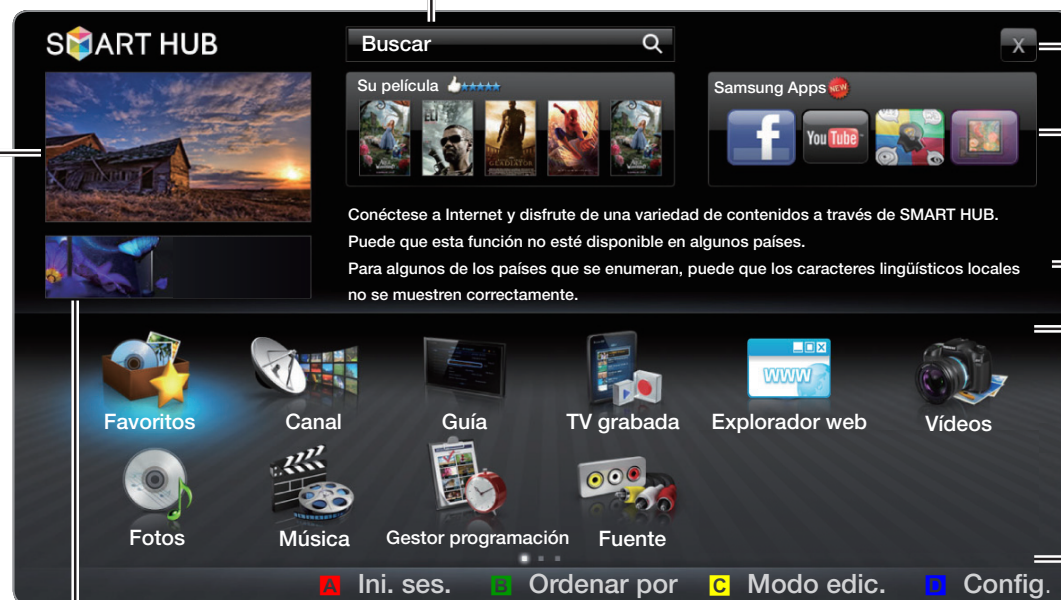 SMART HUB
Buscar
X
Su película
Samsung Apps NEW
ELI
GLADIATOR
f
You Tube
Conéctese a Internet y disfrute de una variedad de contenidos a través de SMART HUB.
Puede que esta función no esté disponible en algunos países.
Para algunos de los países que se enumeran, puede que los caracteres lingüísticos locales
no se muestren correctamente.
www
Favoritos
Canal
Guía
TV grabada
Explorador web
Vídeos
Fotos
Música
Gestor programación
Fuente
A Ini. ses. B Ordenar por C Modo edic. D Config.